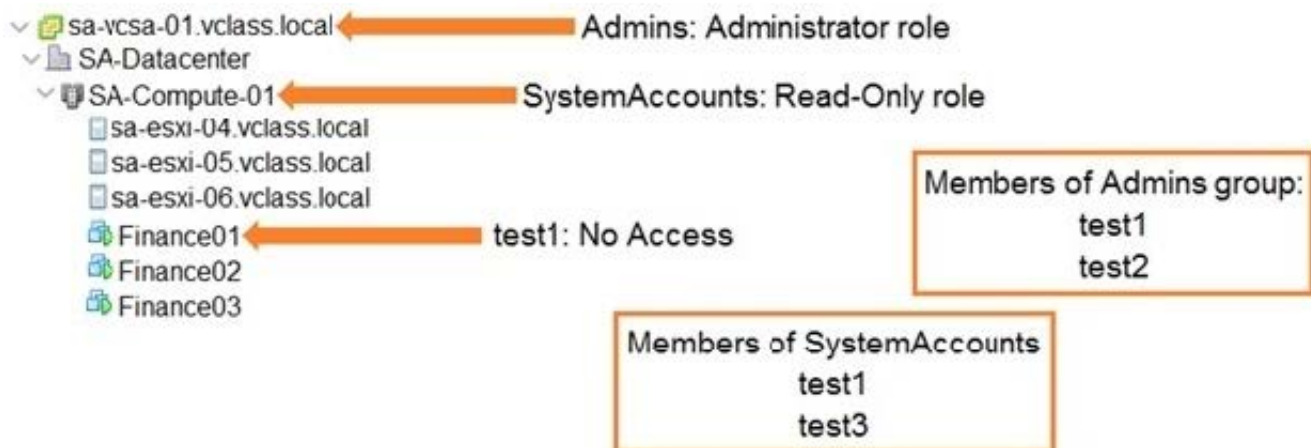 sa-vcsa-01.vclass.local
Admins: Administrator role
SA-Datacenter
SA-Compute-01
SystemAccounts: Read-Only role
sa-esxi-04.vclass.local
sa-esxi-05.vclass.local
sa-esxi-06.vclass.local
Finance01
test1: No Access
Finance02
Finance03
Members of Admins group:
test1
test2
Members of SystemAccounts
test1
test3